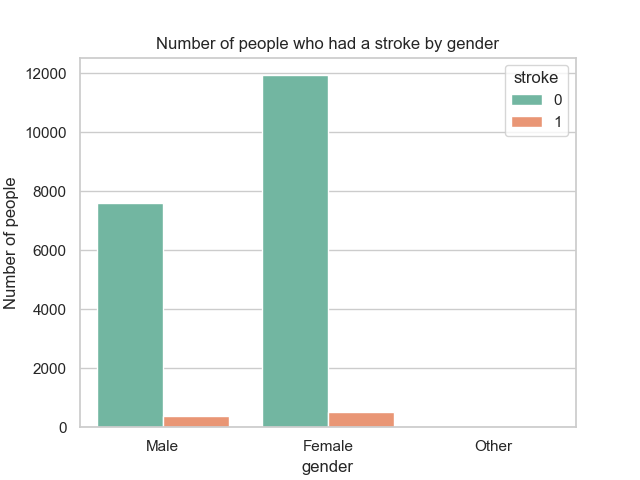 Number of people who had a stroke by gender
stroke
0
1
12000
10000
8000
6000
4000
2000
0
Number of people
Male Female Other
gender